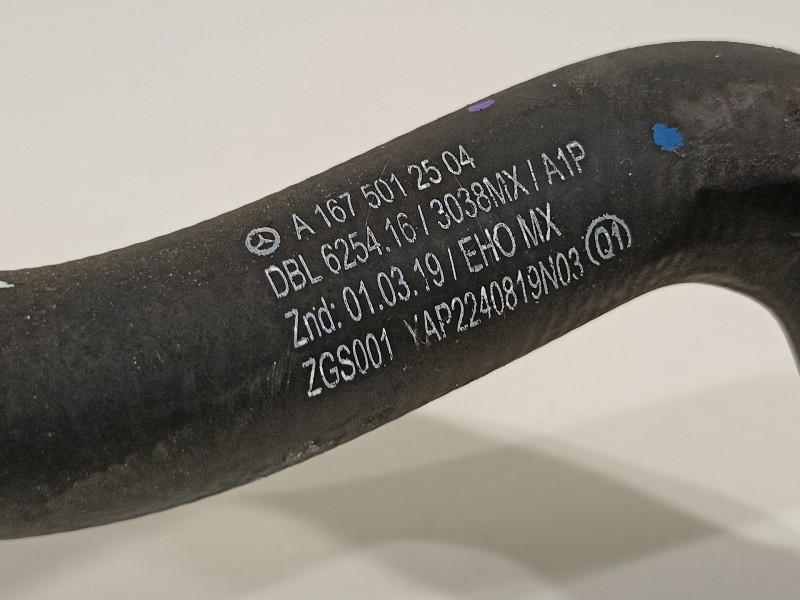 A 167 501 25 04
DBL 6254.16 / 3038MX / A1P
Znd: 01.03.19 / EHO MX
ZGS001 YAP2240819N03 Q1